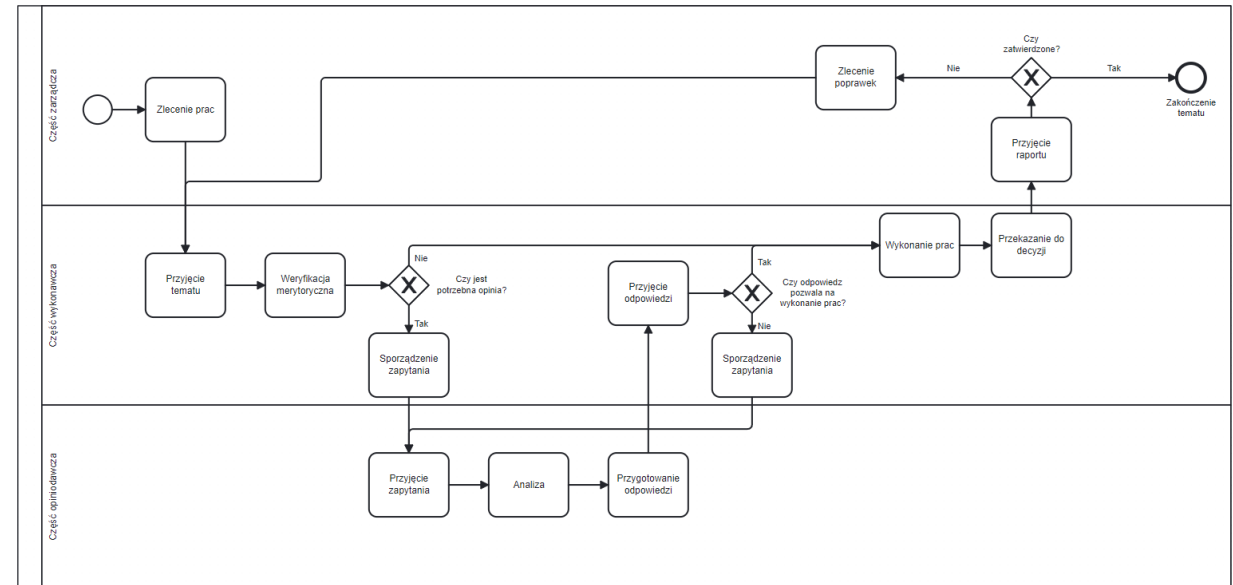 Część zarządcza
Zlecenie prac
Zlecenie
poprawek
Nie
Czy
zatwierdzone?
Tak
Zakończenie
tematu
Przyjęcie
raportu
Część wykonawcza
Przyjęcie
tematu
Weryfikacja
merytoryczna
Nie
Czy jest
potrzebna opinia?
Tak
Sporządzenie
zapytania
Przyjęcie
odpowiedzi
Tak
Czy odpowiedz
pozwala na
wykonanie prac?
Nie
Sporządzenie
zapytania
Wykonanie prac
Przekazanie do
decyzji
Część opiniodawcza
Przyjęcie
zapytania
Analiza
Przygotowanie
odpowiedzi